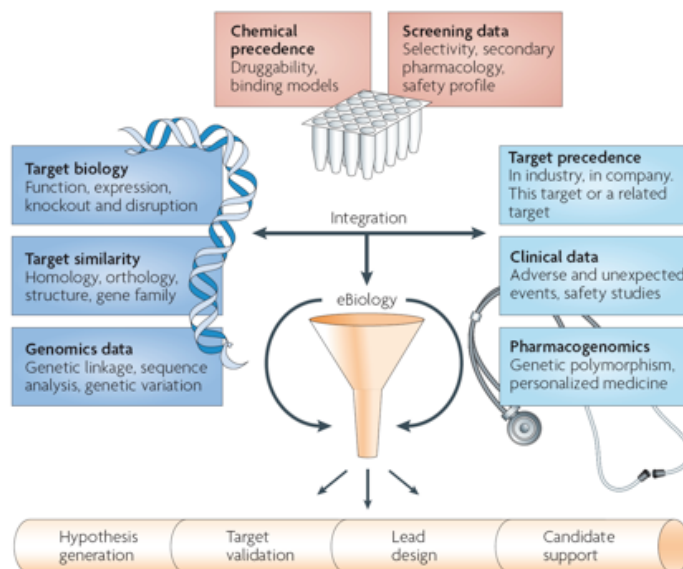 Chemical
precedence
Druggability,
binding models
Screening data
Selectivity, secondary
pharmacology,
safety profile
Target biology
Function, expression,
knockout and disruption
Target similarity
Homology, orthology,
structure, gene family
Genomics data
Genetic linkage, sequence
analysis, genetic variation
Integration
eBiology
Target precedence
In industry, in company.
This target or a related
target
Clinical data
Adverse and unexpected
events, safety studies
Pharmacogenomics
Genetic polymorphism,
personalized medicine
Hypothesis
generation
Target
validation
Lead
design
Candidate
support